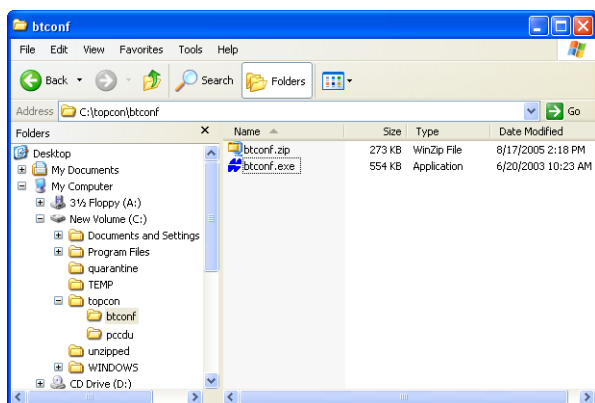 btconf
File Edit View Favorites Tools Help
Back Search Folders
Address C:\topcon\btconf Go
Folders x Name Size Type Date Modified
Desktop
My Documents
My Computer
3½ Floppy (A:)
New Volume (C:)
Documents and Settings
Program Files
quarantine
TEMP
topcon
btconf
pccdu
unzipped
WINDOWS
CD Drive (D:)
btconf.zip 273 KB WinZip File 8/17/2005 2:18 PM
btconf.exe 554 KB Application 6/20/2003 10:23 AM